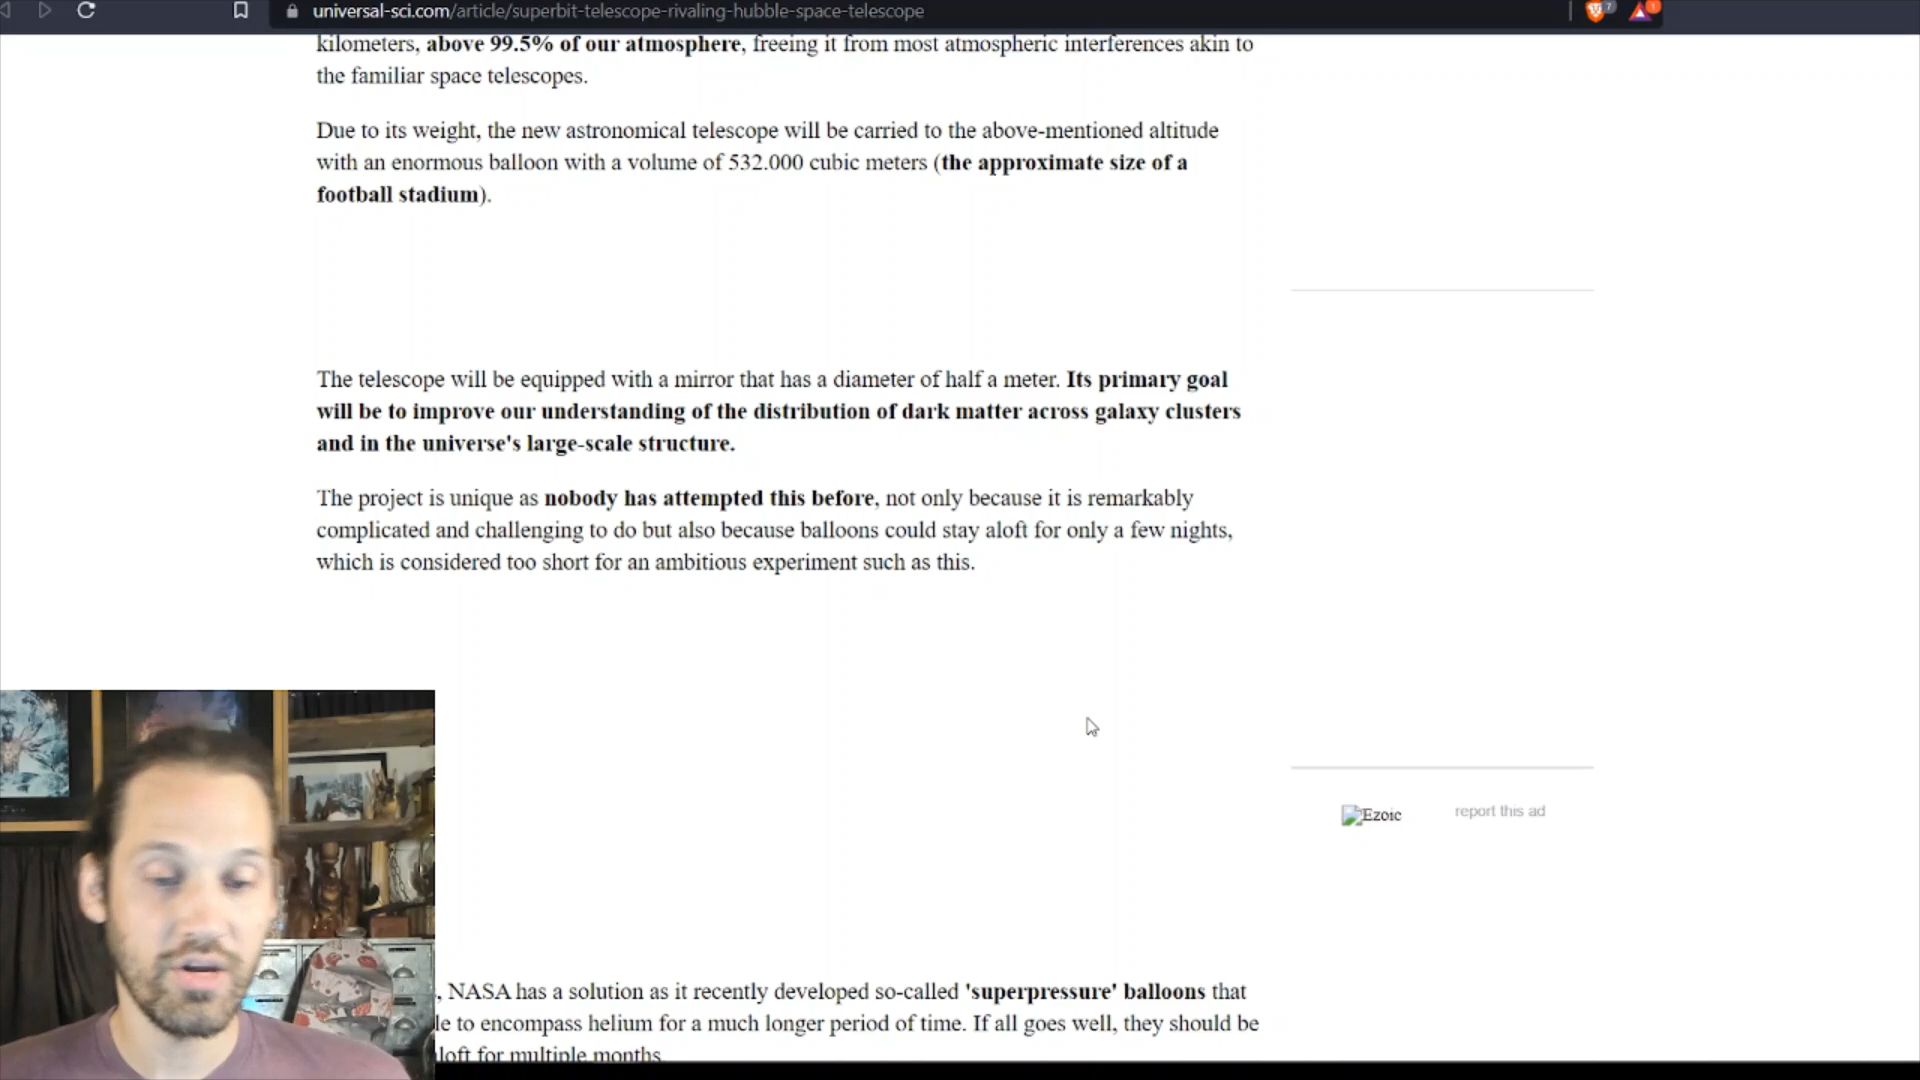 universal-sci.com/article/superbit-telescope-rivaling-hubble-space-telescope
7
1
kilometers, above 99.5% of our atmosphere, freeing it from most atmospheric interferences akin to
the familiar space telescopes.
Due to its weight, the new astronomical telescope will be carried to the above-mentioned altitude
with an enormous balloon with a volume of 532.000 cubic meters (the approximate size of a
football stadium).
The telescope will be equipped with a mirror that has a diameter of half a meter. Its primary goal
will be to improve our understanding of the distribution of dark matter across galaxy clusters
and in the universe's large-scale structure.
The project is unique as nobody has attempted this before, not only because it is remarkably
complicated and challenging to do but also because balloons could stay aloft for only a few nights,
which is considered too short for an ambitious experiment such as this.
Ezoic
report this ad
, NASA has a solution as it recently developed so-called 'superpressure' balloons that
le to encompass helium for a much longer period of time. If all goes well, they should be
loft for multiple months